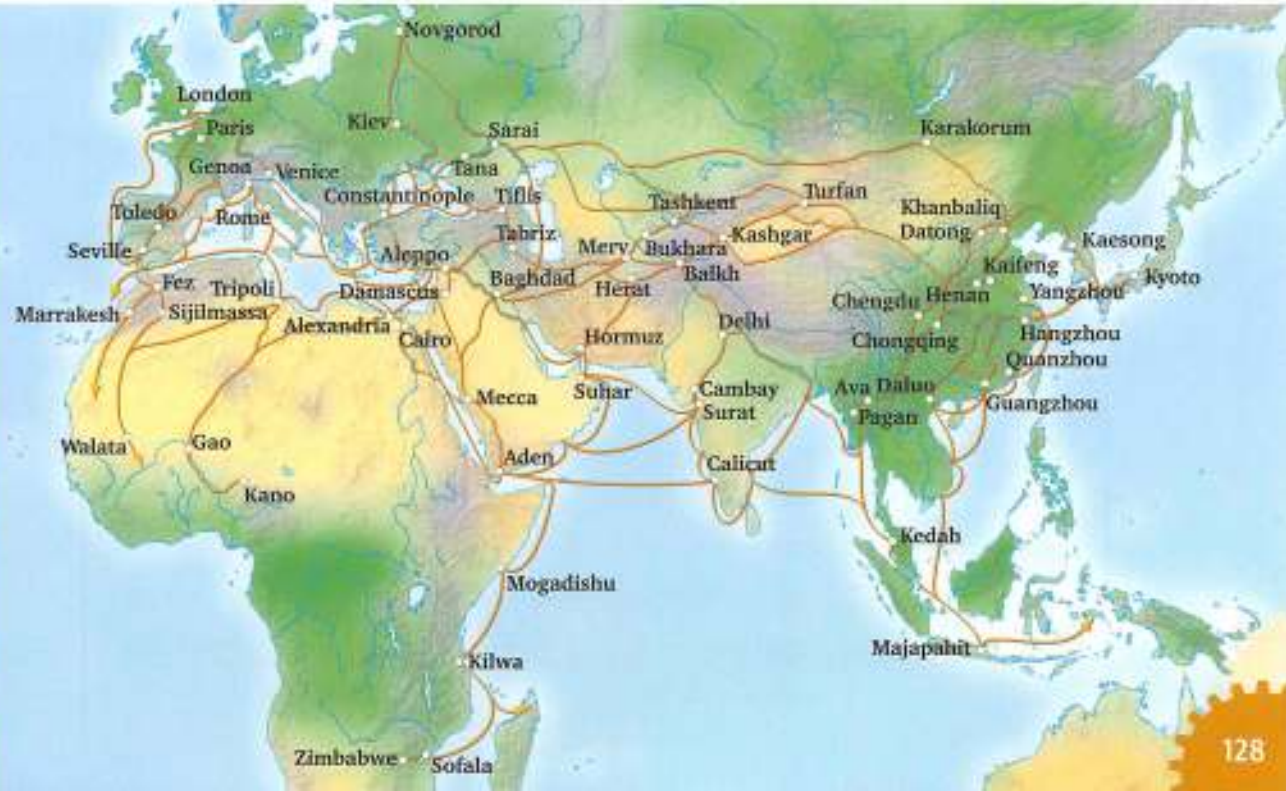 Novgorod
London
Kiev
Paris
Sarai
Karakorum
Genoa
Venice
Tana
Constantinople
Tiflis
Turfan
Toledo
Rome
Tashkent
Khanbaliq
Datong
Seville
Aleppo
Tabriz
Merv
Bukhara
Kashgar
Kaesong
Fez
Tripoli
Damascus
Baghdad
Herat
Balkh
Kaifeng
Kyoto
Marrakesh
Sijilmassa
Alexandria
Cairo
Hormuz
Delhi
Chengdu
Henan
Yangzhou
Chongqing
Hangzhou
Quanzhou
Mecca
Suhar
Cambay
Surat
Ava
Daluo
Pagan
Guangzhou
Walata
Gao
Aden
Calicut
Kano
Kedah
Mogadishu
Majapahit
Kilwa
Zimbabwe
Sofala
128